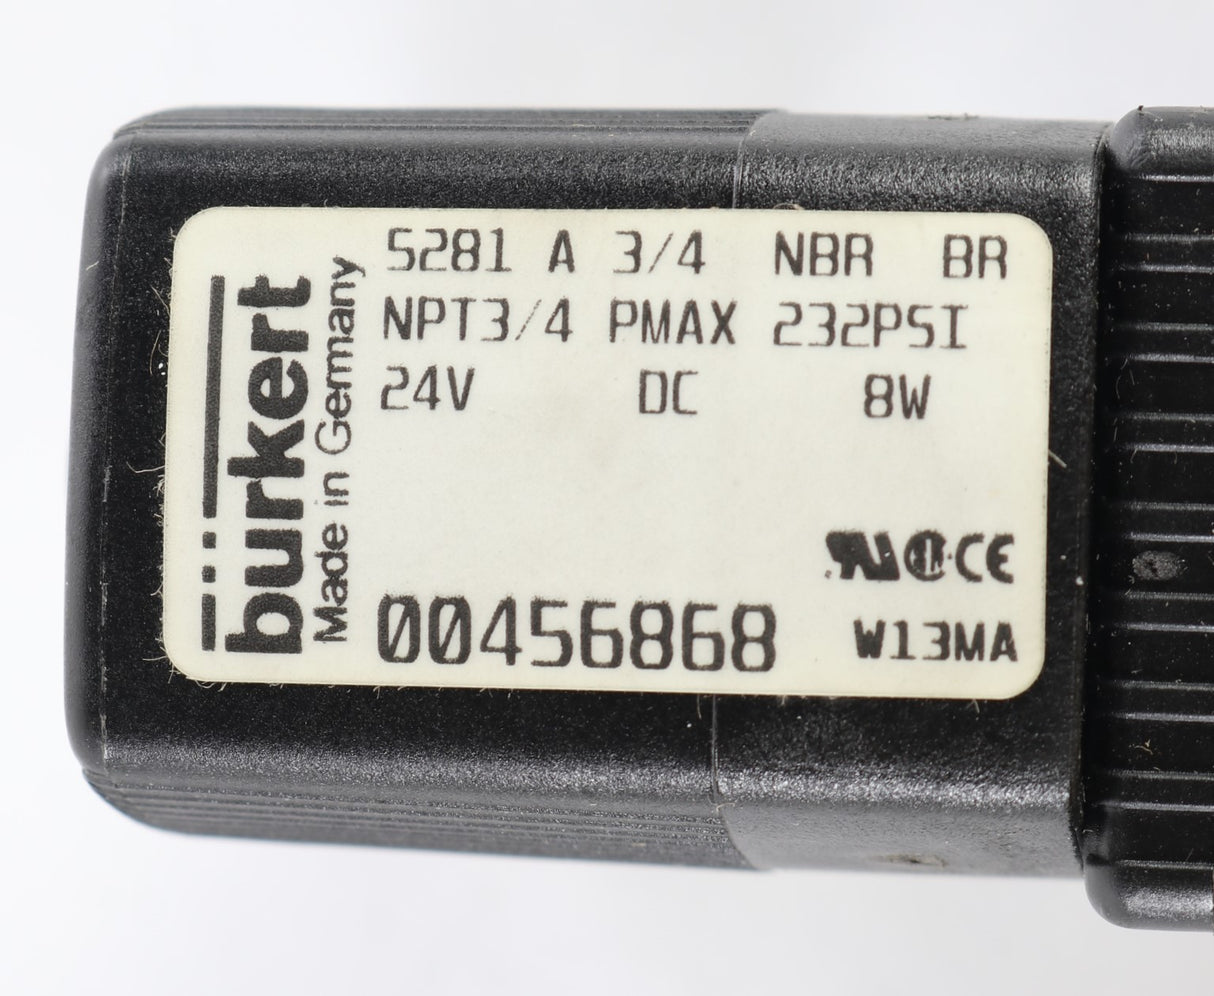 bürkert
Made in Germany
5281 A 3/4 NBR BR
NPT3/4 PMAX 232PSI
24V DC 8W
CE
00456868 W13MA